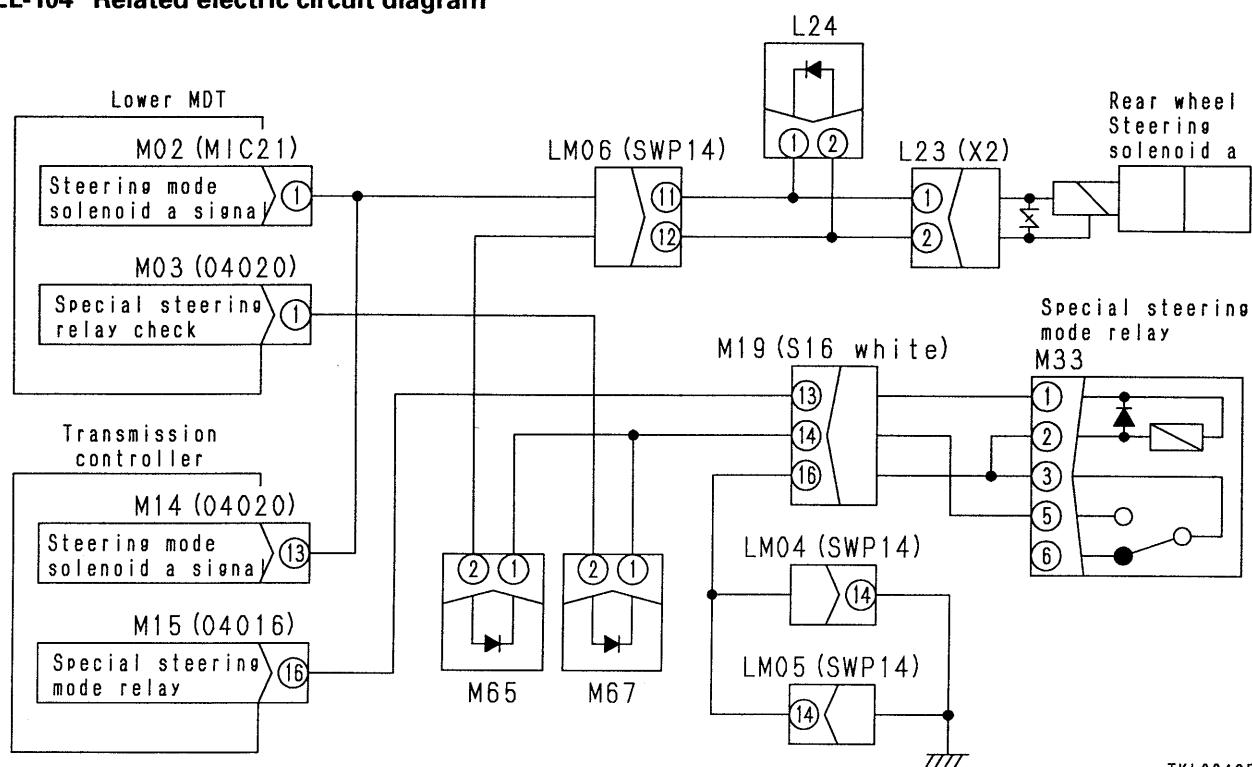 Related electric circuit diagram
L24
1
2
Lower MDT
M02 (MIC21)
Steering mode
solenoid a signal
1
M03 (04020)
Special steering
relay check
1
LM06 (SWP14)
11
12
L23 (X2)
1
2
Rear wheel
Steering
solenoid a
M19 (S16 white)
13
14
16
Special steering
mode relay
M33
1
2
3
5
6
Transmission
controller
M14 (04020)
Steering mode
solenoid a signal
13
M15 (04016)
Special steering
mode relay
16
2
1
M65
2
1
M67
LM04 (SWP14)
14
LM05 (SWP14)
14